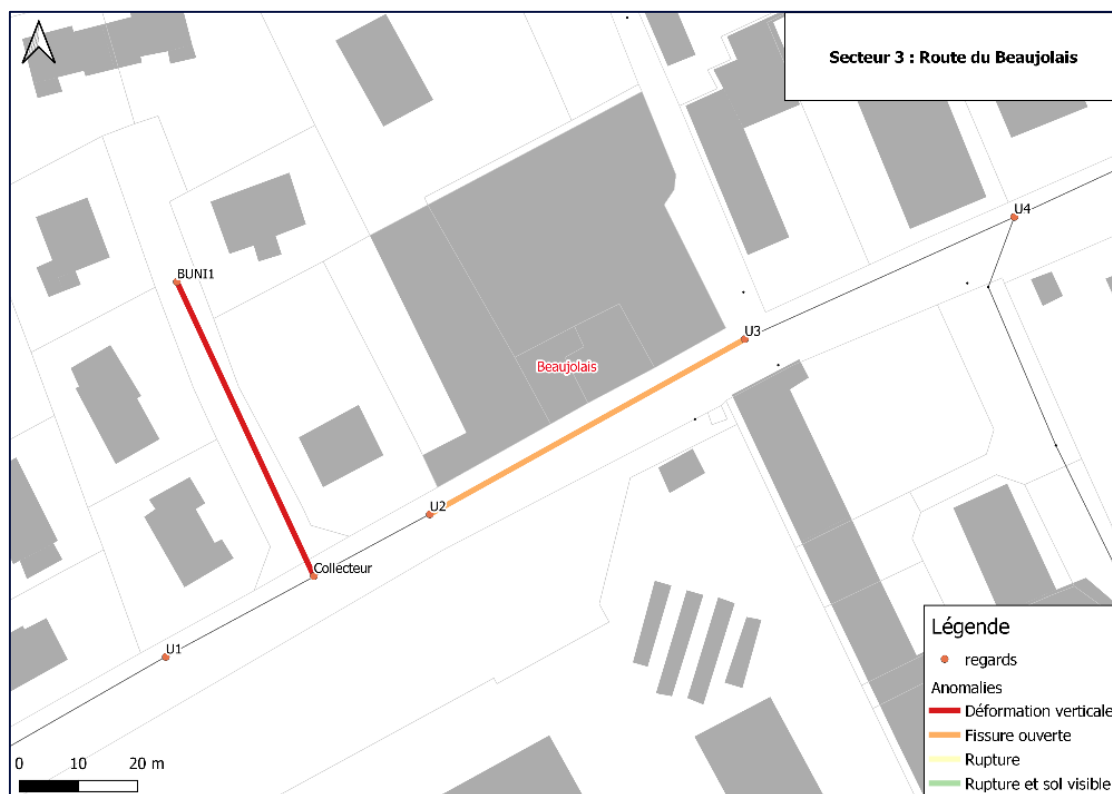 Secteur 3 : Route du Beaujolais
U4
BUNI1
U3
Beaujolais
U2
Collecteur
U1
Légende
regards
Anomalies
Déformation verticale
Fissure ouverte
Rupture
Rupture et sol visible
0 10 20 m